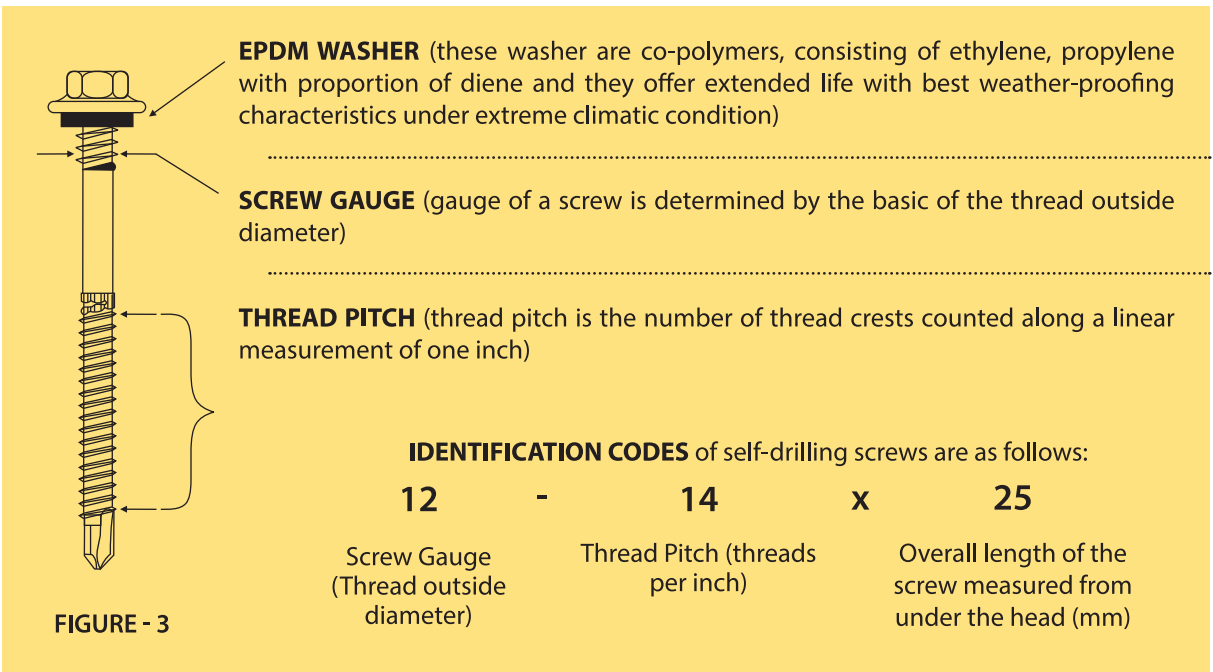 EPDM WASHER (these washer are co-polymers, consisting of ethylene, propylene
with proportion of diene and they offer extended life with best weather-proofing
characteristics under extreme climatic condition)
SCREW GAUGE (gauge of a screw is determined by the basic of the thread outside
diameter)
THREAD PITCH (thread pitch is the number of thread crests counted along a linear
measurement of one inch)
IDENTIFICATION CODES of self-drilling screws are as follows:
12 - 14 x 25
Screw Gauge
(Thread outside
diameter)
Thread Pitch (threads
per inch)
Overall length of the
screw measured from
under the head (mm)
FIGURE - 3